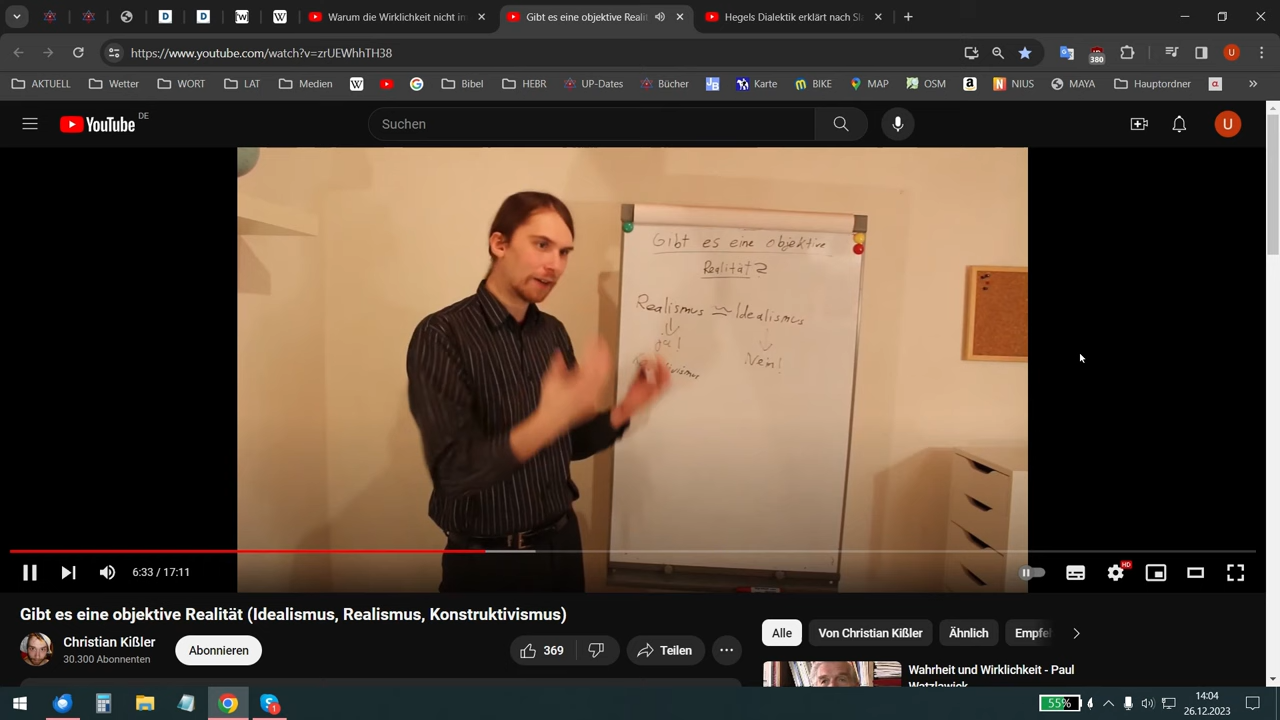 Warum die Wirklichkeit nicht in
Gibt es eine objektive Realit
Hegels Dialektik erklärt nach Sl
https://www.youtube.com/watch?v=zrUEWhhTH38
380
U
AKTUELL
Wetter
WORT
LAT
Medien
W
G
Bibel
HEBR
UP-Dates
Bücher
Karte
BIKE
MAP
OSM
a
N NIUS
MAYA
Hauptordner
α
YouTube DE
Suchen
U
Gibt es eine objektive
Realität?
Realismus Idealismus
ja! Nein!
6:33 / 17:11
HD
Gibt es eine objektive Realität (Idealismus, Realismus, Konstruktivismus)
Christian Kißler
30.300 Abonnenten
Abonnieren
369
Teilen
Alle
Von Christian Kißler
Ähnlich
Empfe
Wahrheit und Wirklichkeit - Paul
Watzlawick
55%
14:04
26.12.2023